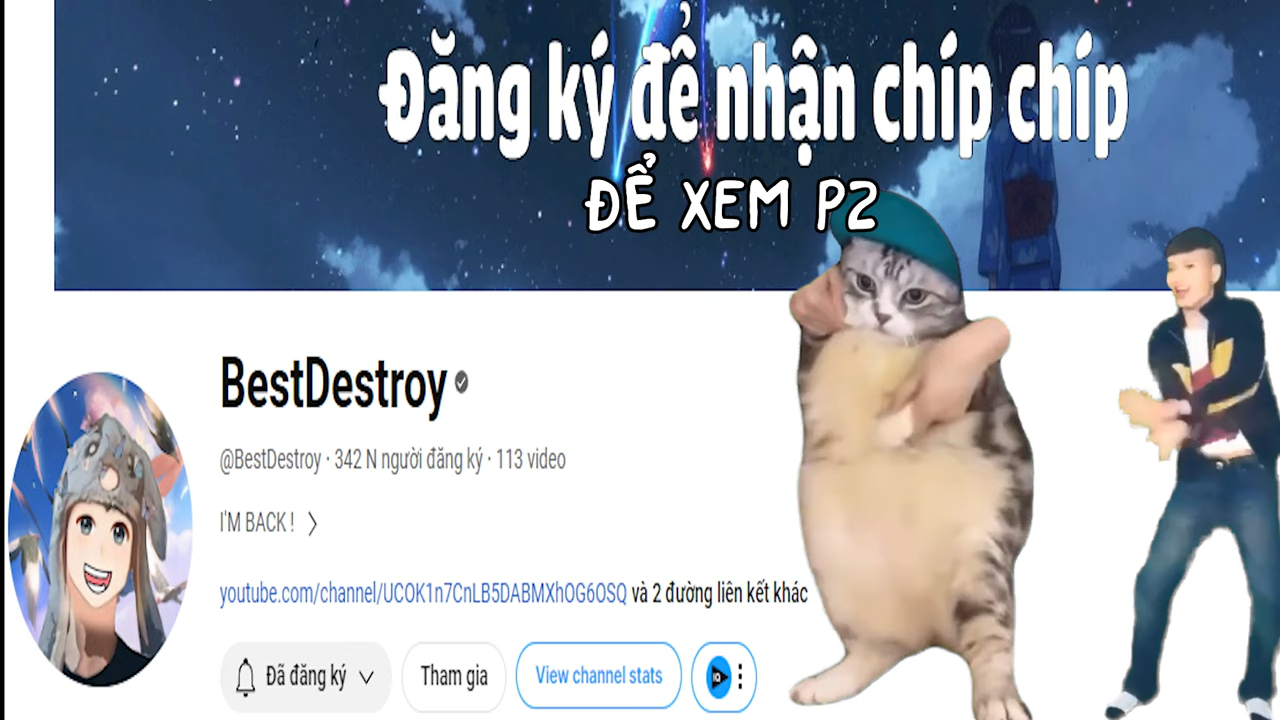 Đăng ký để nhận chíp chíp
ĐỂ XEM P2
BestDestroy
@BestDestroy · 342 N người đăng ký · 113 video
I'M BACK !
youtube.com/channel/UCOK1n7CnLB5DABMXhOG6OSQ và 2 đường liên kết khác
Đã đăng ký
Tham gia
View channel stats